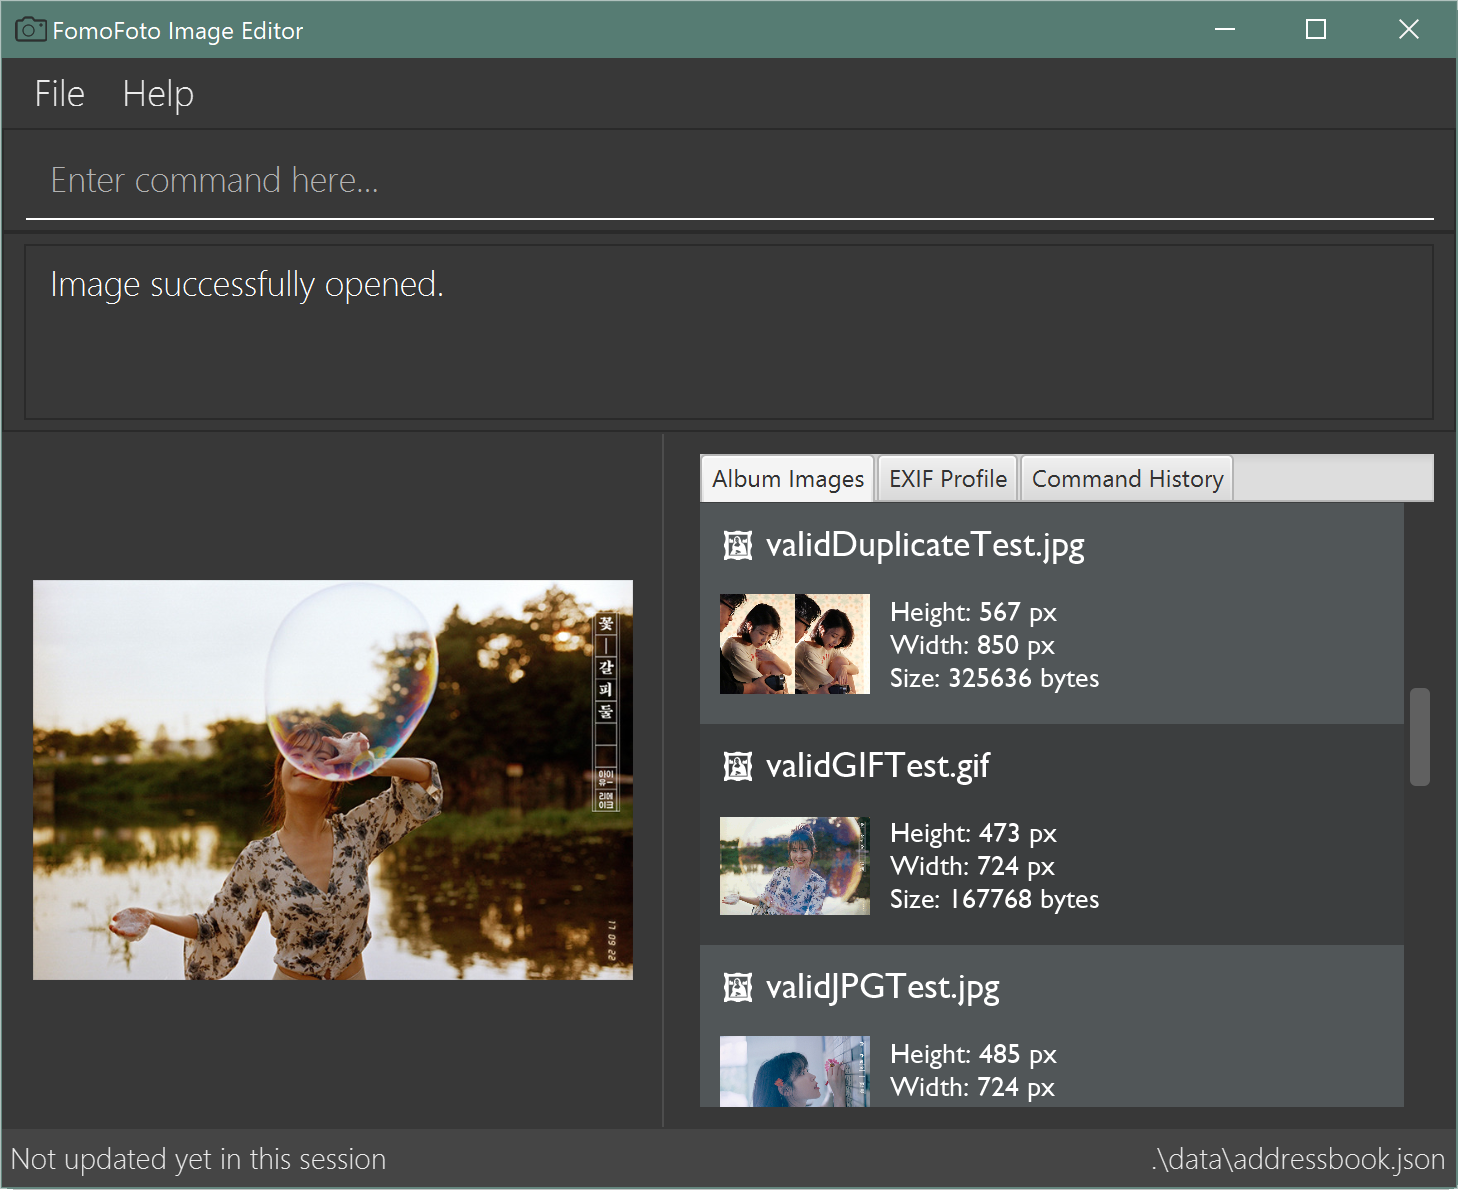 FomoFoto Image Editor
File Help
Enter command here...
Image successfully opened.
꽃
갈
피
둘
아이
유
리메
이크
17 09 22
Album Images EXIF Profile Command History
validDuplicateTest.jpg
Height: 567 px
Width: 850 px
Size: 325636 bytes
validGIFTest.gif
Height: 473 px
Width: 724 px
Size: 167768 bytes
validJPGTest.jpg
Height: 485 px
Width: 724 px
Not updated yet in this session
.\data\addressbook.json